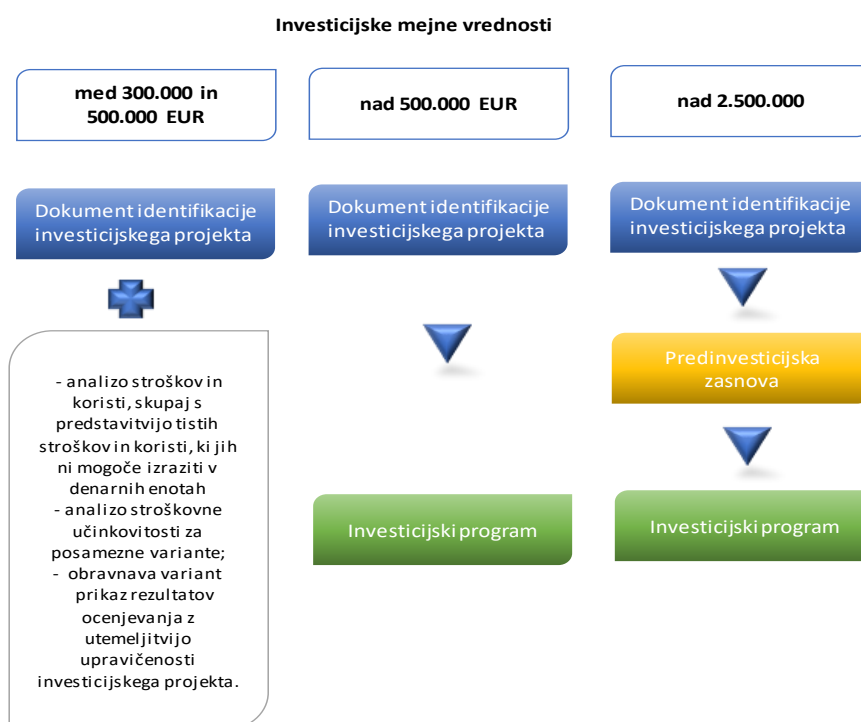 Investicijske mejne vrednosti
med 300.000 in
500.000 EUR
Dokument identifikacije
investicijskega projekta
- analizo stroškov in
koristi, skupaj s
predstavitvijo tistih
stroškov in koristi, ki jih
ni mogoče izraziti v
denarnih enotah
- analizo stroškovne
učinkovitosti za
posamezne variante;
- obravnava variant
prikaz rezultatov
ocenjevanja z
utemeljitvijo
upravičenosti
investicijskega projekta.
nad 500.000 EUR
Dokument identifikacije
investicijskega projekta
Investicijski program
nad 2.500.000
Dokument identifikacije
investicijskega projekta
Predinvesticijska
zasnova
Investicijski program